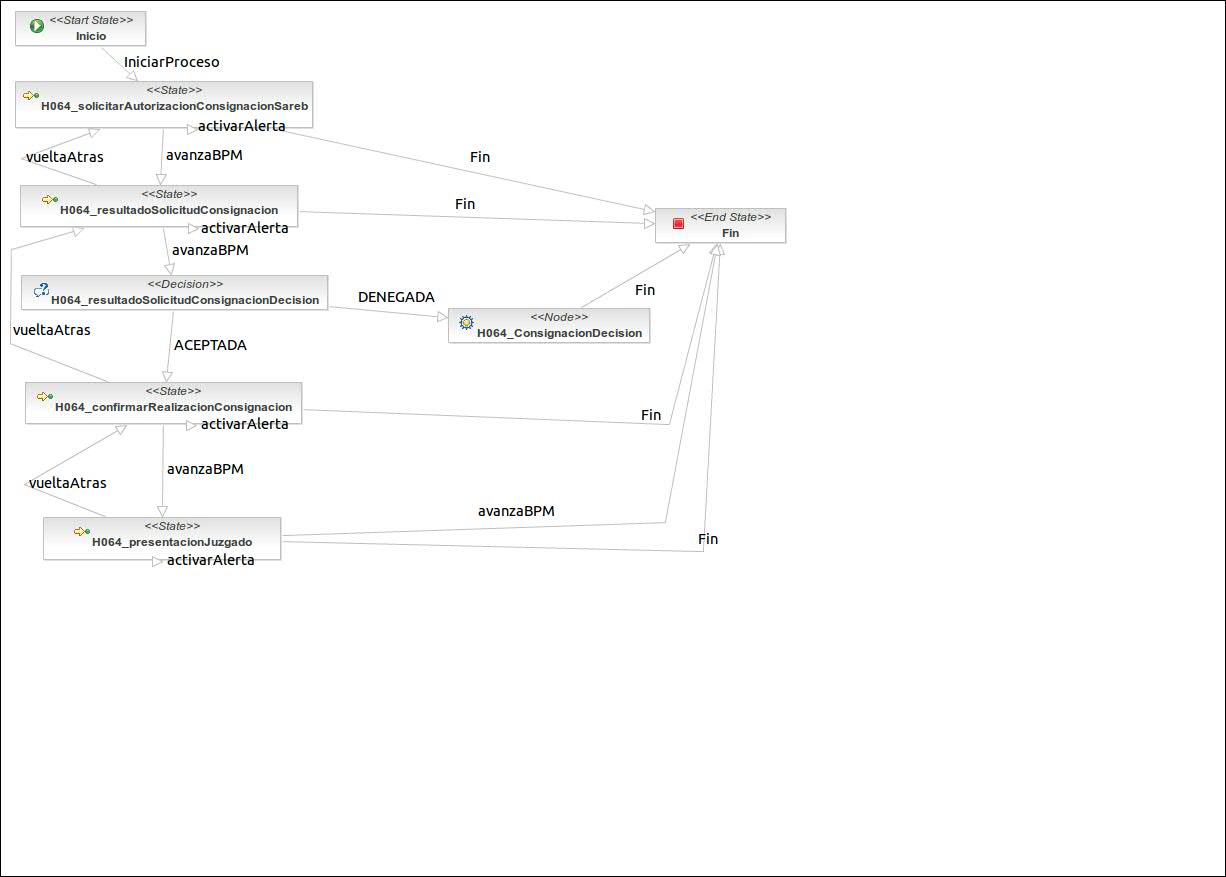 <<Start State>>
Inicio
IniciarProceso
<<State>>
H064_solicitarAutorizacionConsignacionSareb
activarAlerta
vueltaAtras
avanzaBPM
Fin
<<State>>
H064_resultadoSolicitudConsignacion
Fin
<<End State>>
Fin
activarAlerta
avanzaBPM
<<Decision>>
H064_resultadoSolicitudConsignacionDecision
DENEGADA
Fin
<<Node>>
H064_ConsignacionDecision
vueltaAtras
ACEPTADA
<<State>>
H064_confirmarRealizacionConsignacion
Fin
activarAlerta
avanzaBPM
vueltaAtras
avanzaBPM
<<State>>
H064_presentacionJuzgado
Fin
activarAlerta